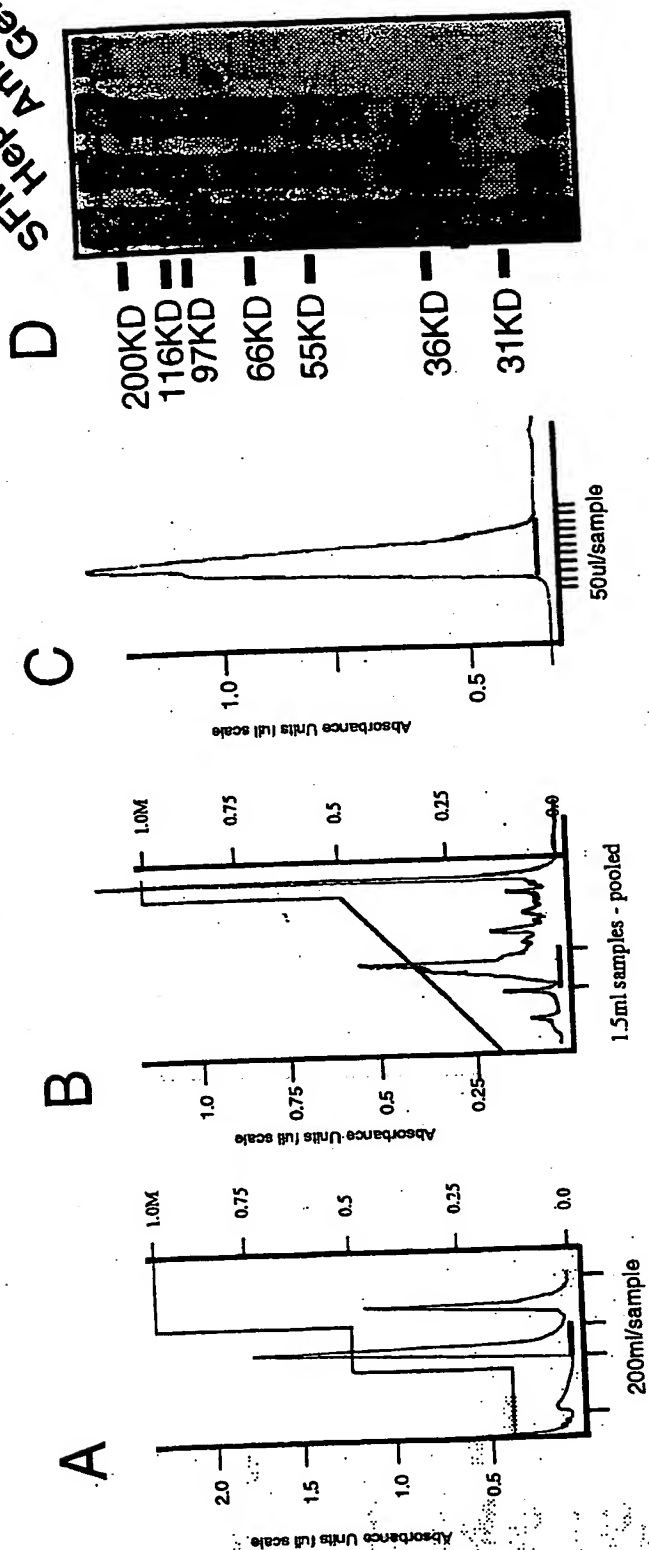 A
Absorbance Units full scale
2.0
1.5
1.0
0.5
1.0M
0.75
0.5
0.25
0.0
200ml/sample
B
Absorbance Units full scale
1.0
0.75
0.5
0.25
1.0M
0.75
0.5
0.25
0.0
1.5ml samples - pooled
C
Absorbance Units full scale
1.0
0.5
50ul/sample
D
200KD
116KD
97KD
66KD
55KD
36KD
31KD
Hep